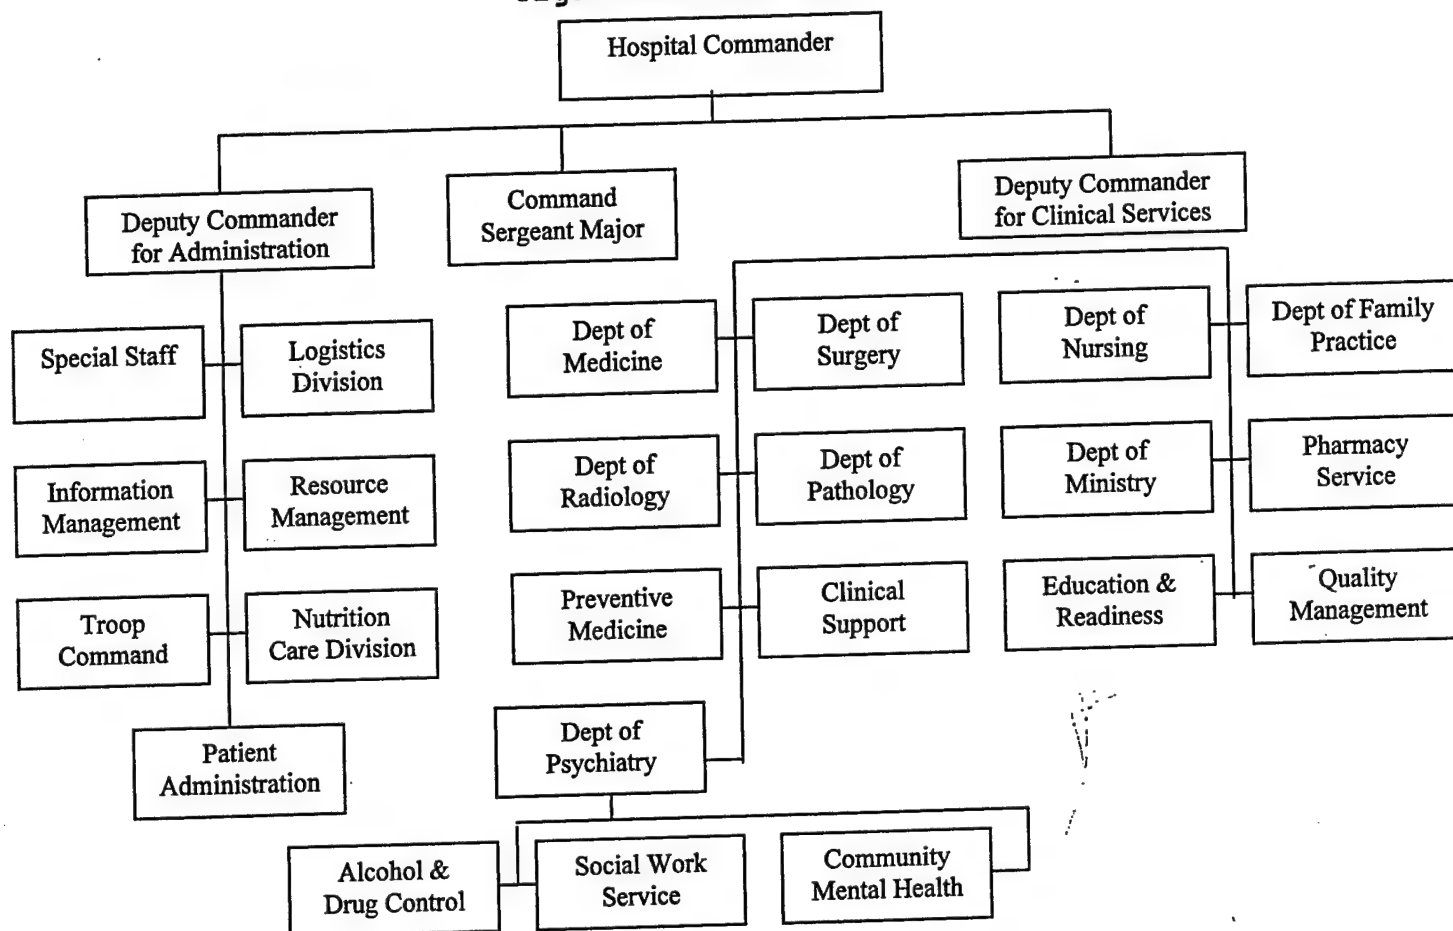 Hospital Commander
Deputy Commander
for Administration
Command
Sergeant Major
Deputy Commander
for Clinical Services
Special Staff
Logistics
Division
Information
Management
Resource
Management
Troop
Command
Nutrition
Care Division
Patient
Administration
Dept of
Medicine
Dept of
Surgery
Dept of
Radiology
Dept of
Pathology
Preventive
Medicine
Clinical
Support
Dept of
Psychiatry
Dept of
Nursing
Dept of Family
Practice
Dept of
Ministry
Pharmacy
Service
Education &
Readiness
Quality
Management
Alcohol &
Drug Control
Social Work
Service
Community
Mental Health